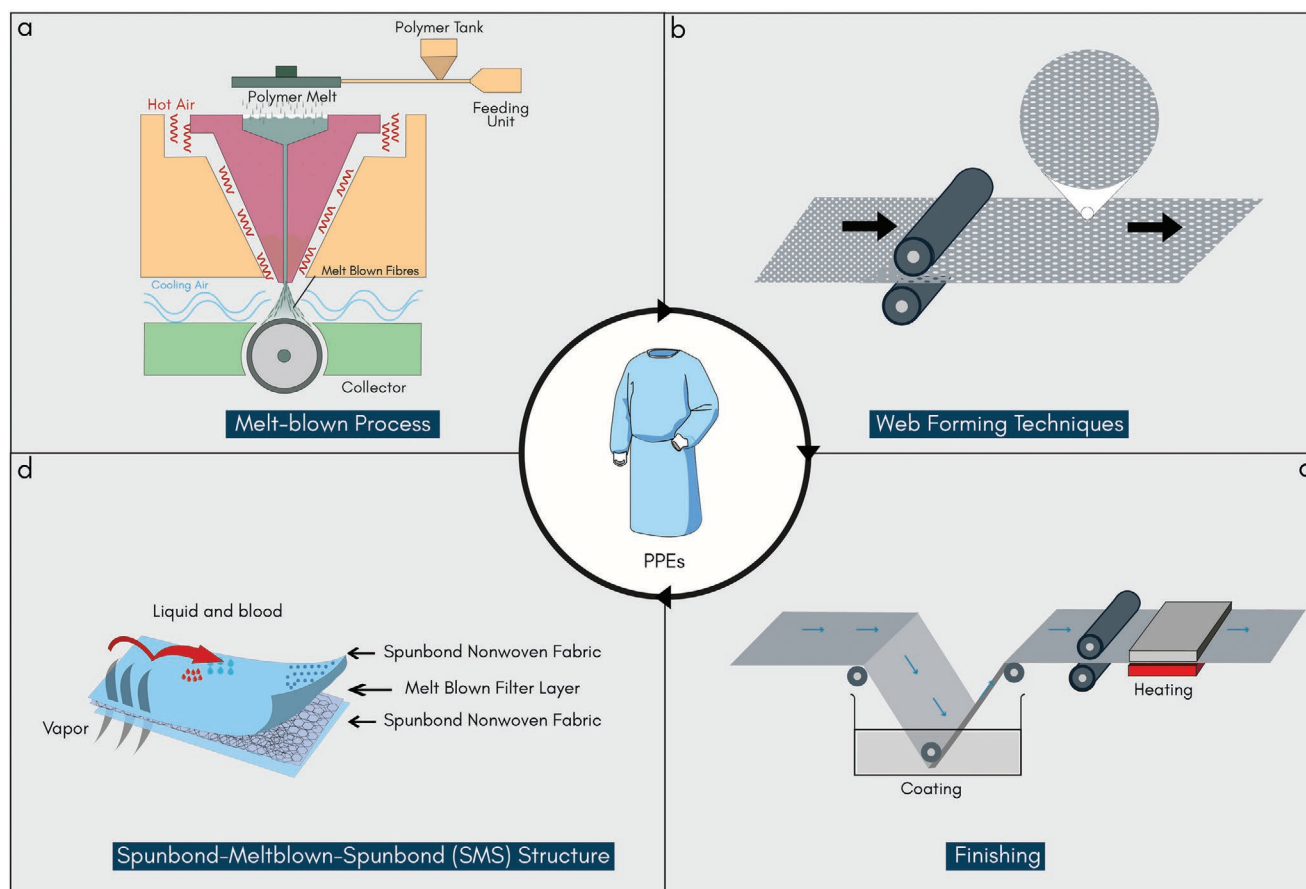 a
Polymer Tank
Polymer Melt
Hot Air
Feeding
Unit
Melt Blown Fibres
Cooling Air
Collector
Melt-blown Process
b
Web Forming Techniques
PPEs
d
Liquid and blood
Spunbond Nonwoven Fabric
Melt Blown Filter Layer
Spunbond Nonwoven Fabric
Vapor
Spunbond-Meltblown-Spunbond (SMS) Structure
Heating
Coating
Finishing